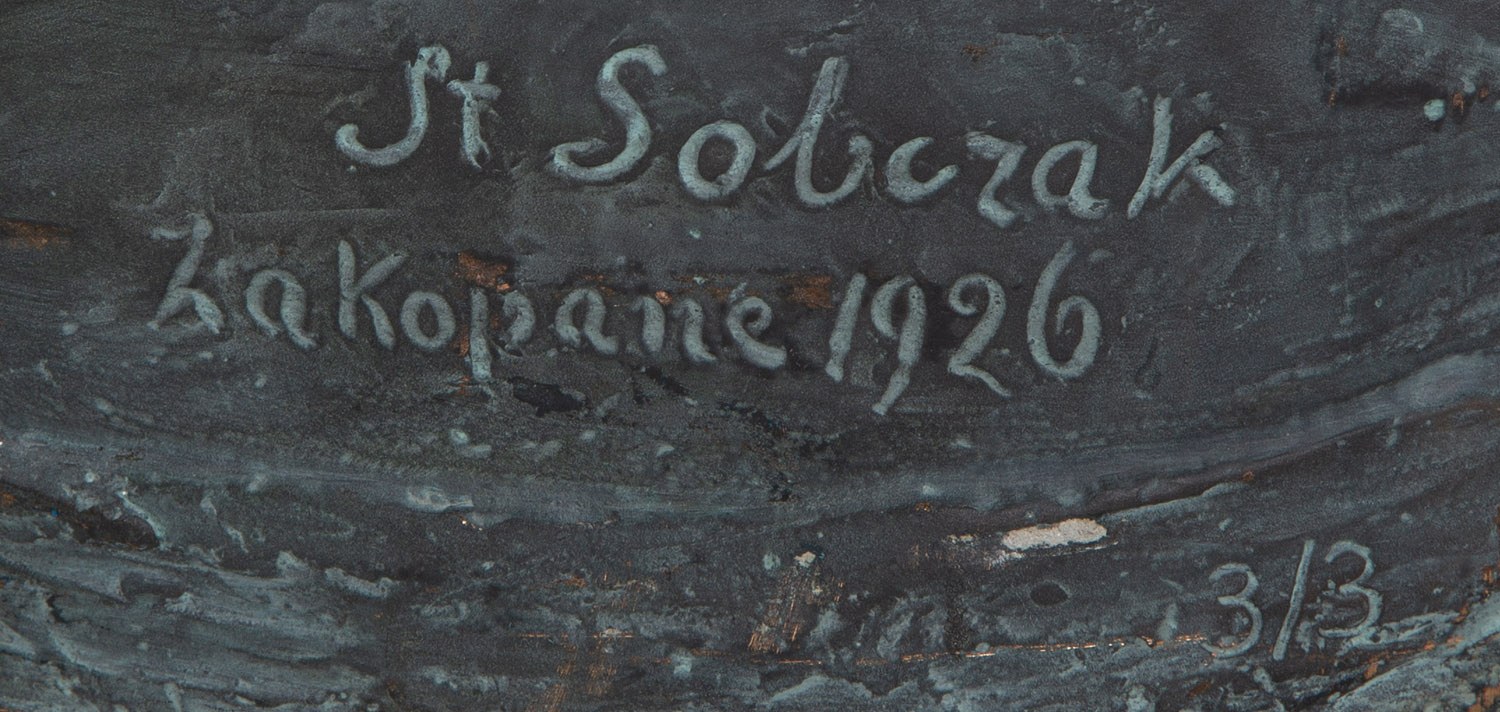 St Sobczak
Zakopane 1926
3/3